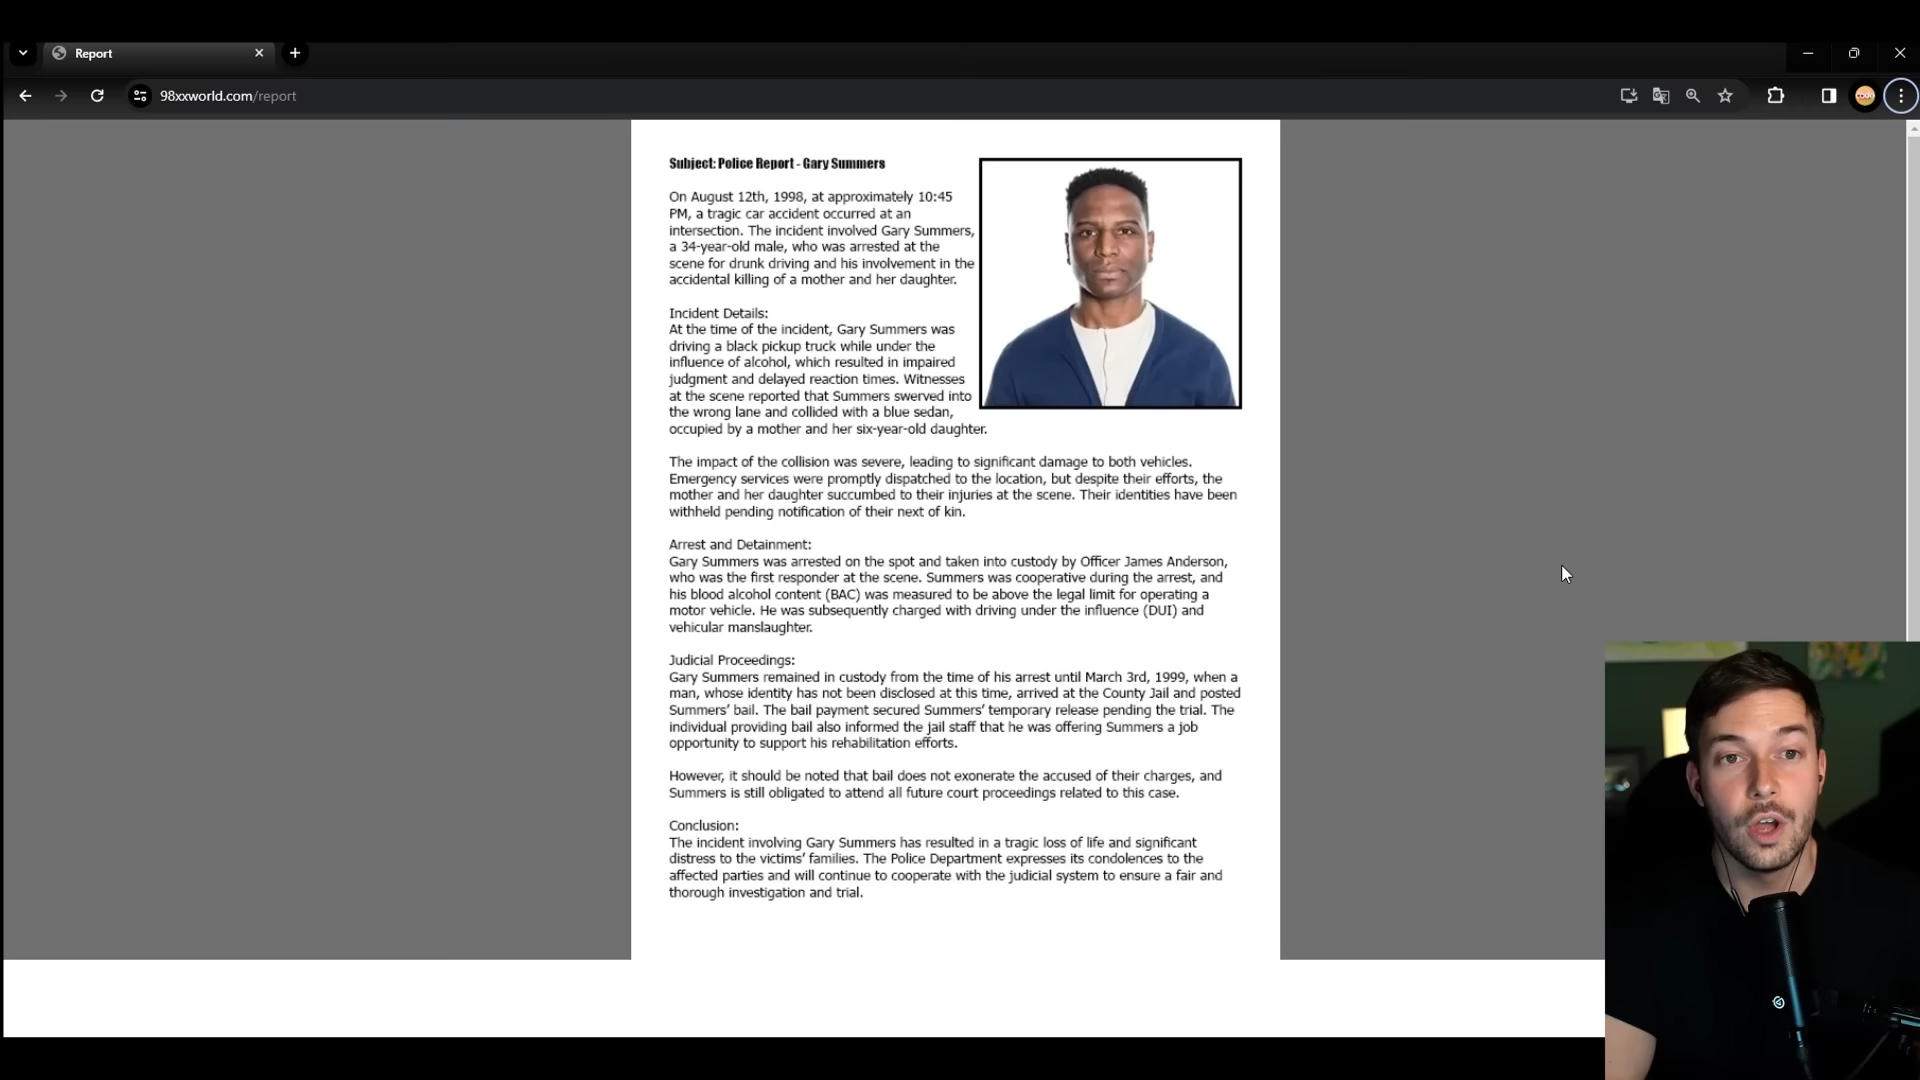 Report
98xxworld.com/report
Subject: Police Report - Gary Summers
On August 12th, 1998, at approximately 10:45
PM, a tragic car accident occurred at an
intersection. The incident involved Gary Summers,
a 34-year-old male, who was arrested at the
scene for drunk driving and his involvement in the
accidental killing of a mother and her daughter.
Incident Details:
At the time of the incident, Gary Summers was
driving a black pickup truck while under the
influence of alcohol, which resulted in impaired
judgment and delayed reaction times. Witnesses
at the scene reported that Summers swerved into
the wrong lane and collided with a blue sedan,
occupied by a mother and her six-year-old daughter.
The impact of the collision was severe, leading to significant damage to both vehicles.
Emergency services were promptly dispatched to the location, but despite their efforts, the
mother and her daughter succumbed to their injuries at the scene. Their identities have been
withheld pending notification of their next of kin.
Arrest and Detainment:
Gary Summers was arrested on the spot and taken into custody by Officer James Anderson,
who was the first responder at the scene. Summers was cooperative during the arrest, and
his blood alcohol content (BAC) was measured to be above the legal limit for operating a
motor vehicle. He was subsequently charged with driving under the influence (DUI) and
vehicular manslaughter.
Judicial Proceedings:
Gary Summers remained in custody from the time of his arrest until March 3rd, 1999, when a
man, whose identity has not been disclosed at this time, arrived at the County Jail and posted
Summers' bail. The bail payment secured Summers' temporary release pending the trial. The
individual providing bail also informed the jail staff that he was offering Summers a job
opportunity to support his rehabilitation efforts.
However, it should be noted that bail does not exonerate the accused of their charges, and
Summers is still obligated to attend all future court proceedings related to this case.
Conclusion:
The incident involving Gary Summers has resulted in a tragic loss of life and significant
distress to the victims' families. The Police Department expresses its condolences to the
affected parties and will continue to cooperate with the judicial system to ensure a fair and
thorough investigation and trial.